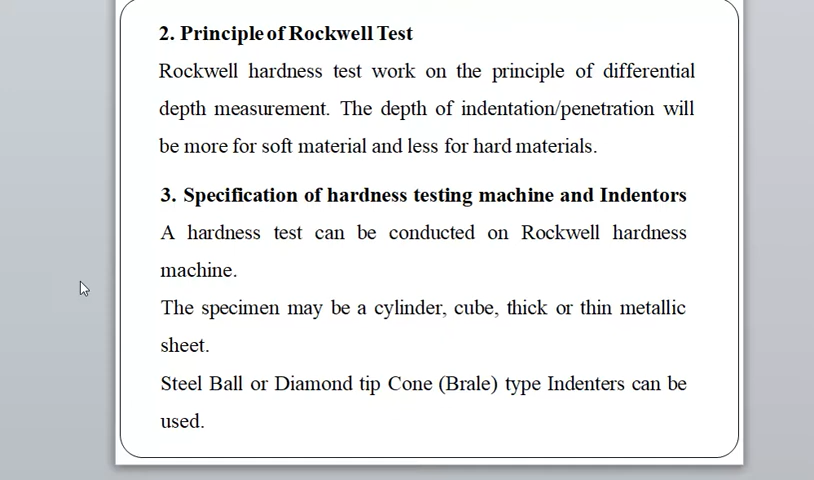 2. Principle of Rockwell Test
Rockwell hardness test work on the principle of differential
depth measurement. The depth of indentation/penetration will
be more for soft material and less for hard materials.
3. Specification of hardness testing machine and Indentors
A hardness test can be conducted on Rockwell hardness
machine.
The specimen may be a cylinder, cube, thick or thin metallic
sheet.
Steel Ball or Diamond tip Cone (Brale) type Indenters can be
used.